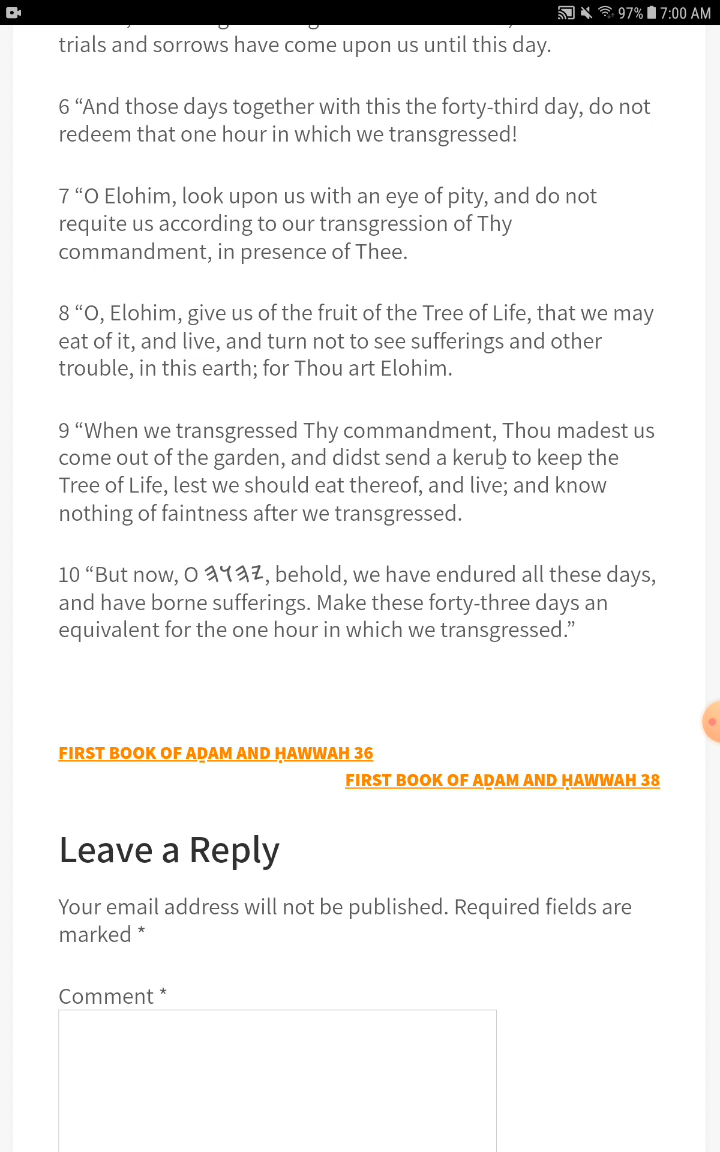 97% 7:00 AM
trials and sorrows have come upon us until this day.
6 “And those days together with this the forty-third day, do not
redeem that one hour in which we transgressed!
7 “O Elohim, look upon us with an eye of pity, and do not
requite us according to our transgression of Thy
commandment, in presence of Thee.
8 “O, Elohim, give us of the fruit of the Tree of Life, that we may
eat of it, and live, and turn not to see sufferings and other
trouble, in this earth; for Thou art Elohim.
9 “When we transgressed Thy commandment, Thou madest us
come out of the garden, and didst send a keruḇ to keep the
Tree of Life, lest we should eat thereof, and live; and know
nothing of faintness after we transgressed.
10 “But now, O 𐤉𐤄𐤅𐤄, behold, we have endured all these days,
and have borne sufferings. Make these forty-three days an
equivalent for the one hour in which we transgressed.”
FIRST BOOK OF AḎAM AND ḤAWWAH 36
FIRST BOOK OF AḎAM AND ḤAWWAH 38
Leave a Reply
Your email address will not be published. Required fields are
marked *
Comment *